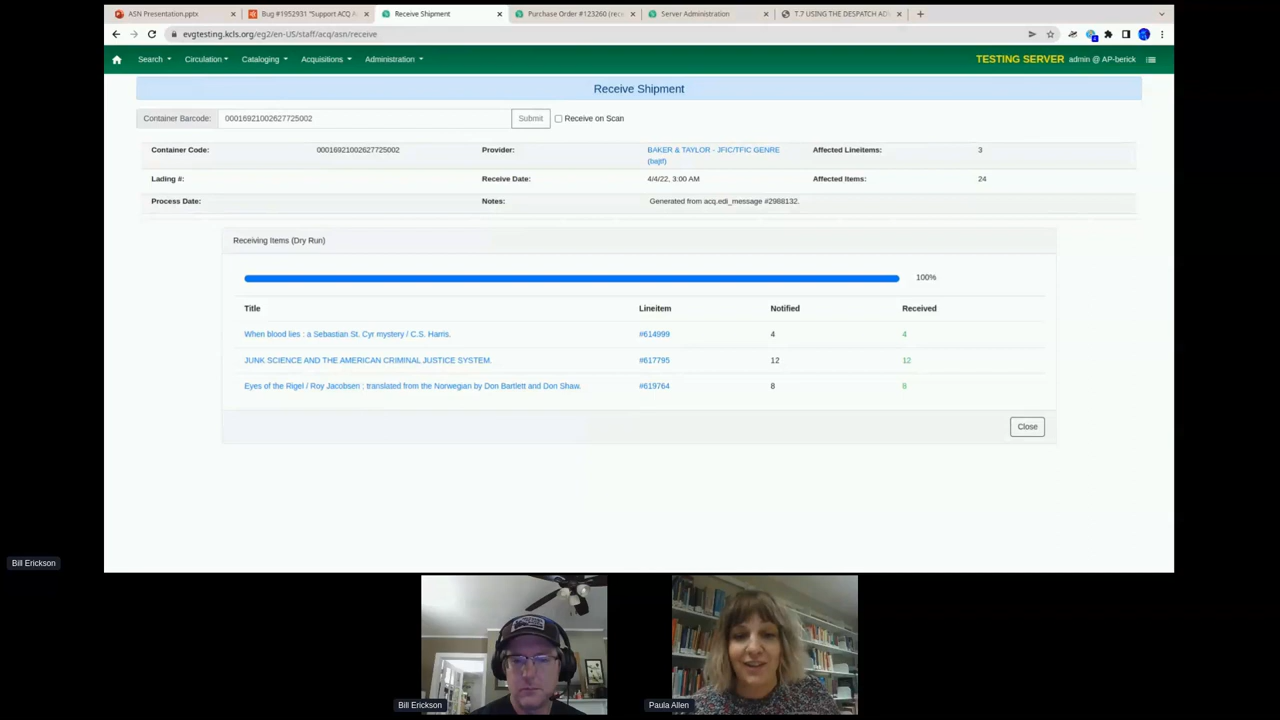 ASN Presentation.pptx
Bug #1952931 "Support ACQ A
Receive Shipment
Purchase Order #123260 (rece
Server Administration
T.7 USING THE DESPATCH AD
evgtesting.kcls.org/eg2/en-US/staff/acq/asn/receive
Search Circulation Cataloging Acquisitions Administration TESTING SERVER admin @ AP-berick
Receive Shipment
Container Barcode: 00016921002627725002 Submit Receive on Scan
Container Code: 00016921002627725002 Provider: BAKER & TAYLOR - JFIC/TFIC GENRE Affected Lineitems: 3
Lading #: Receive Date: 4/4/22, 3:00 AM Affected Items: 24
Process Date: Notes: Generated from acq.edi_message #2988132.
Receiving Items (Dry Run)
100%
Title Lineitem Notified Received
When blood lies : a Sebastian St. Cyr mystery / C.S. Harris. #614999 4 4
JUNK SCIENCE AND THE AMERICAN CRIMINAL JUSTICE SYSTEM. #617795 12 12
Eyes of the Rigel / Roy Jacobsen ; translated from the Norwegian by Don Bartlett and Don Shaw. #619764 8 8
Close
Bill Erickson
Bill Erickson
Paula Allen